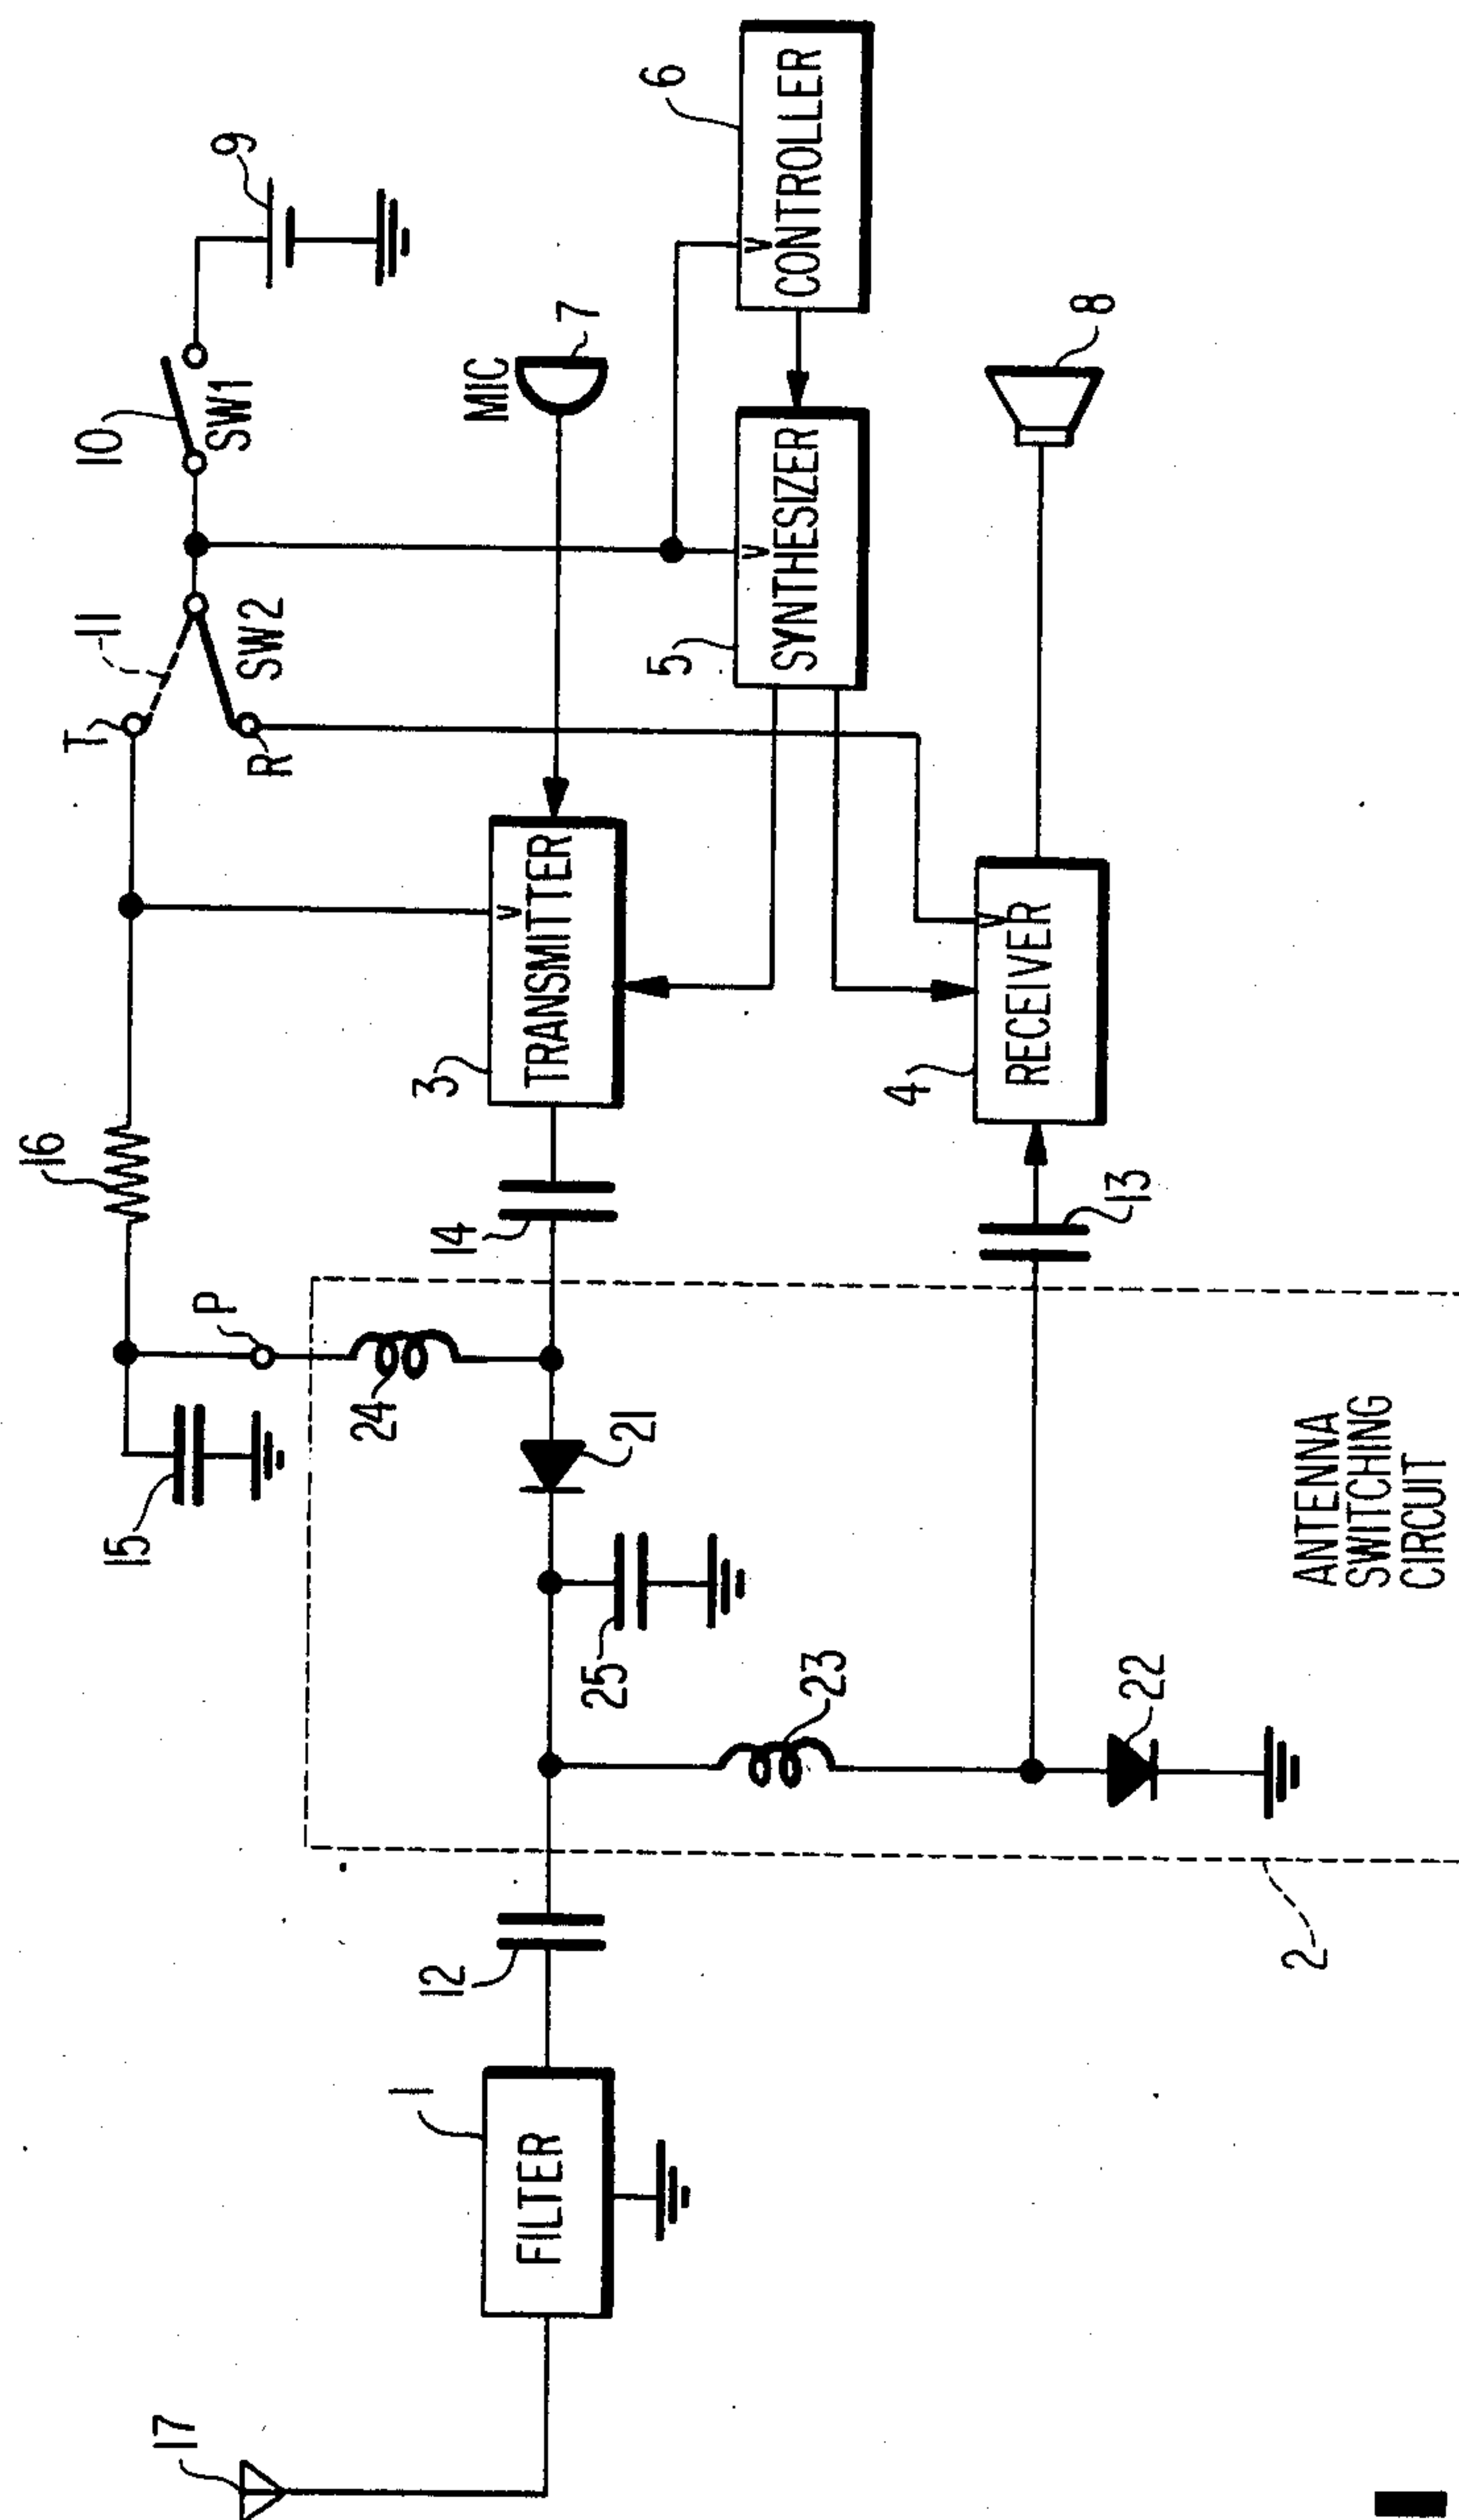 17
1
FILTER
12
2
15
25
21
24
P
23
22
ANTENNA
SWITCHING
CIRCUIT
16
14
13
3
TRANSMITTER
V
4
RECEIVER
V
T
R
11
SW2
10
SW1
9
MIC
7
5
SYNTHESIZER
V
6
CONTROLLER
V
8